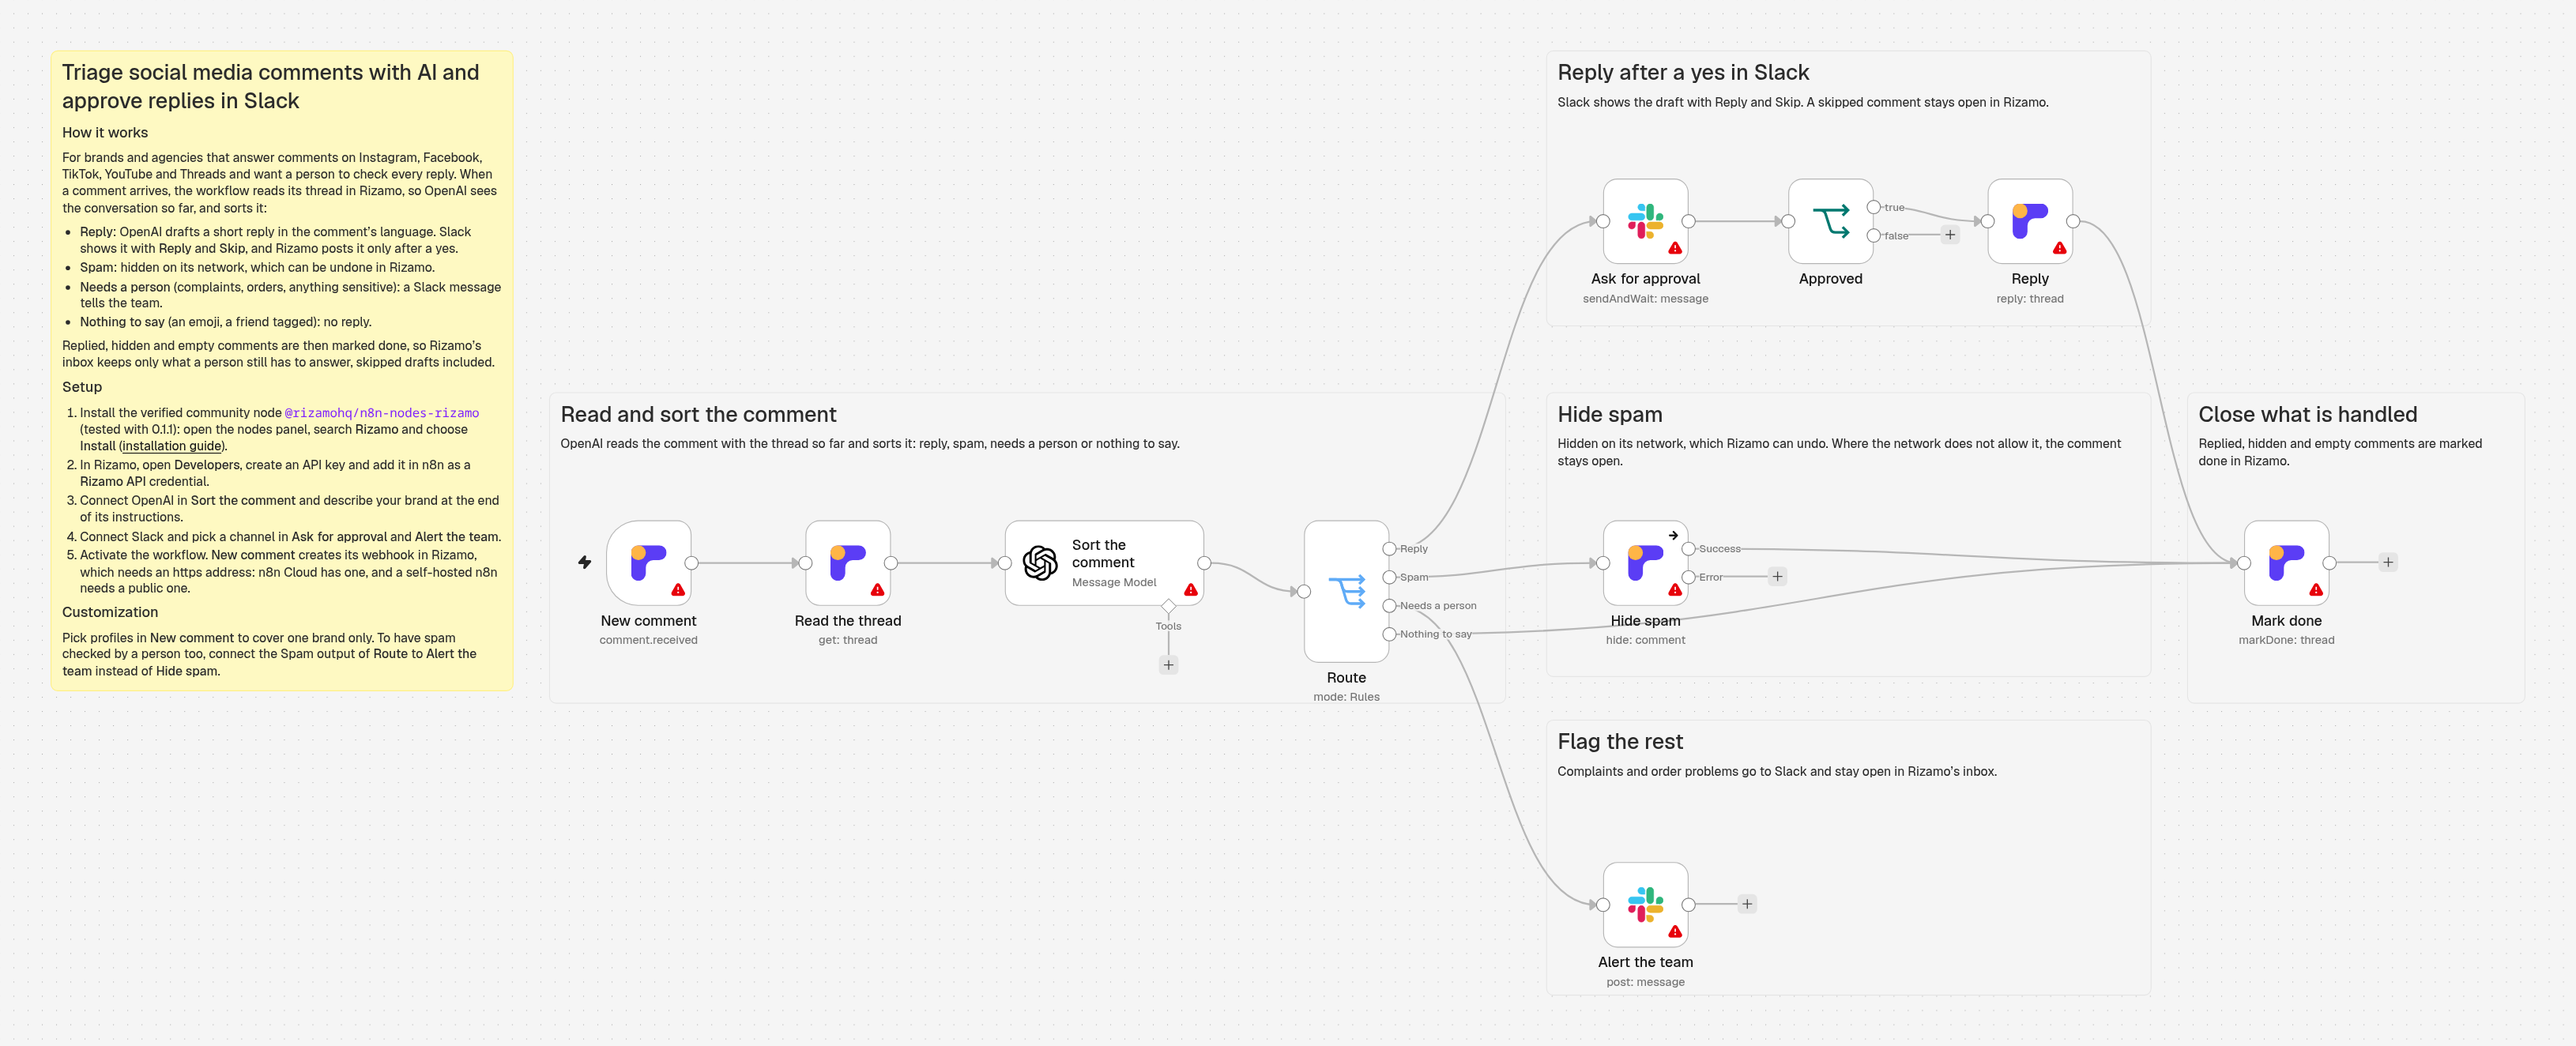 Triage social media comments with AI and
approve replies in Slack
How it works
For brands and agencies that answer comments on Instagram, Facebook,
TikTok, YouTube and Threads and want a person to check every reply. When
a comment arrives, the workflow reads its thread in Rizamo, so OpenAI sees
the conversation so far, and sorts it:
• Reply: OpenAI drafts a short reply in the comment's language. Slack
shows it with Reply and Skip, and Rizamo posts it only after a yes.
• Spam: hidden on its network, which can be undone in Rizamo.
• Needs a person (complaints, orders, anything sensitive): a Slack message
tells the team.
• Nothing to say (an emoji, a friend tagged): no reply.
Replied, hidden and empty comments are then marked done, so Rizamo's
inbox keeps only what a person still has to answer, skipped drafts included.
Setup
1. Install the verified community node @rizamohq/n8n-nodes-rizamo
(tested with 0.1.1): open the nodes panel, search Rizamo and choose
Install (installation guide).
2. In Rizamo, open Developers, create an API key and add it in n8n as a
Rizamo API credential.
3. Connect OpenAI in Sort the comment and describe your brand at the end
of its instructions.
4. Connect Slack and pick a channel in Ask for approval and Alert the team.
5. Activate the workflow. New comment creates its webhook in Rizamo,
which needs an https address: n8n Cloud has one, and a self-hosted n8n
needs a public one.
Customization
Pick profiles in New comment to cover one brand only. To have spam
checked by a person too, connect the Spam output of Route to Alert the
team instead of Hide spam.
Read and sort the comment
OpenAI reads the comment with the thread so far and sorts it: reply, spam, needs a person or nothing to say.
New comment
comment.received
Read the thread
get: thread
Sort the
comment
Message Model
Tools
Route
mode: Rules
Reply
Spam
Needs a person
Nothing to say
Reply after a yes in Slack
Slack shows the draft with Reply and Skip. A skipped comment stays open in Rizamo.
Ask for approval
sendAndWait: message
Approved
true
false
Reply
reply: thread
Hide spam
Hidden on its network, which Rizamo can undo. Where the network does not allow it, the comment
stays open.
Success
Error
Hide spam
hide: comment
Flag the rest
Complaints and order problems go to Slack and stay open in Rizamo's inbox.
Alert the team
post: message
Close what is handled
Replied, hidden and empty comments are marked
done in Rizamo.
Mark done
markDone: thread